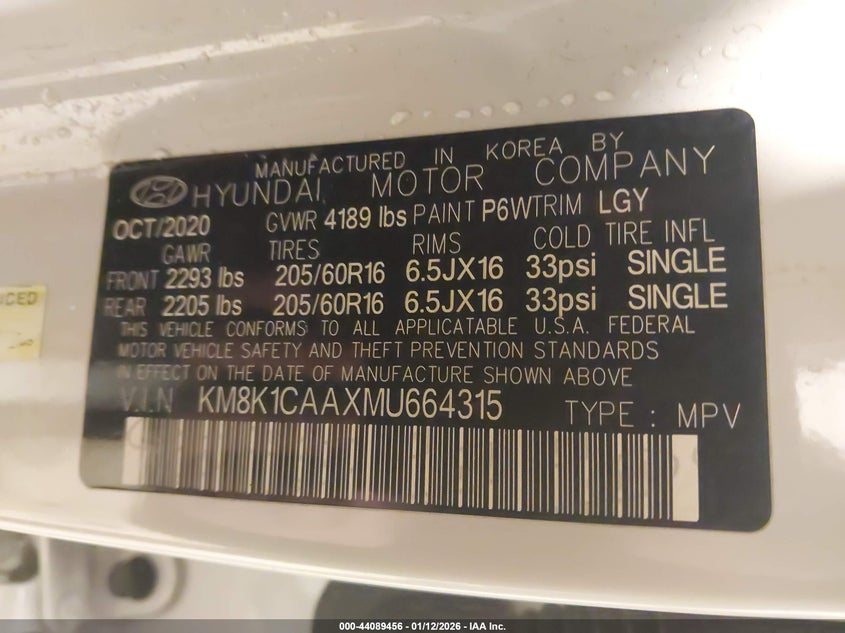 MANUFACTURED IN KOREA BY
HYUNDAI MOTOR COMPANY
OCT/2020 GVWR 4189 lbs PAINT P6W TRIM LGY
GAWR TIRES RIMS COLD TIRE INFL
FRONT 2293 lbs 205/60R16 6.5JX16 33psi SINGLE
REAR 2205 lbs 205/60R16 6.5JX16 33psi SINGLE
THIS VEHICLE CONFORMS TO ALL APPLICATABLE U.S.A. FEDERAL
MOTOR VEHICLE SAFETY AND THEFT PREVENTION STANDARDS
IN EFFECT ON THE DATE OF MANUFACTURE SHOWN ABOVE
V.I.N KM8K1CAAXMU664315 TYPE : MPV
000-44089456 - 01/12/2026 - IAA Inc.